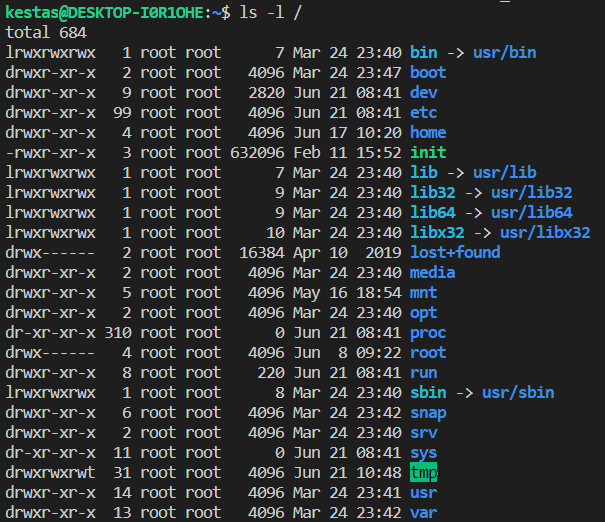 kestas@DESKTOP-I0R1OHE:~$ ls -l /
total 684
lrwxrwxrwx   1 root root      7 Mar 24 23:40 bin -> usr/bin
drwxr-xr-x   2 root root   4096 Mar 24 23:47 boot
drwxr-xr-x   9 root root   2820 Jun 21 08:41 dev
drwxr-xr-x  99 root root   4096 Jun 21 08:41 etc
drwxr-xr-x   4 root root   4096 Jun 17 10:20 home
-rwxr-xr-x   3 root root 632096 Feb 11 15:52 init
lrwxrwxrwx   1 root root      7 Mar 24 23:40 lib -> usr/lib
lrwxrwxrwx   1 root root      9 Mar 24 23:40 lib32 -> usr/lib32
lrwxrwxrwx   1 root root      9 Mar 24 23:40 lib64 -> usr/lib64
lrwxrwxrwx   1 root root     10 Mar 24 23:40 libx32 -> usr/libx32
drwx------   2 root root  16384 Apr 10  2019 lost+found
drwxr-xr-x   2 root root   4096 Mar 24 23:40 media
drwxr-xr-x   5 root root   4096 May 16 18:54 mnt
drwxr-xr-x   2 root root   4096 Mar 24 23:40 opt
dr-xr-xr-x 310 root root      0 Jun 21 08:41 proc
drwx------   4 root root   4096 Jun  8 09:22 root
drwxr-xr-x   8 root root    220 Jun 21 08:41 run
lrwxrwxrwx   1 root root      8 Mar 24 23:40 sbin -> usr/sbin
drwxr-xr-x   6 root root   4096 Mar 24 23:42 snap
drwxr-xr-x   2 root root   4096 Mar 24 23:40 srv
dr-xr-xr-x  11 root root      0 Jun 21 08:41 sys
drwxrwxrwt  31 root root   4096 Jun 21 10:48 tmp
drwxr-xr-x  14 root root   4096 Mar 24 23:41 usr
drwxr-xr-x  13 root root   4096 Mar 24 23:42 var